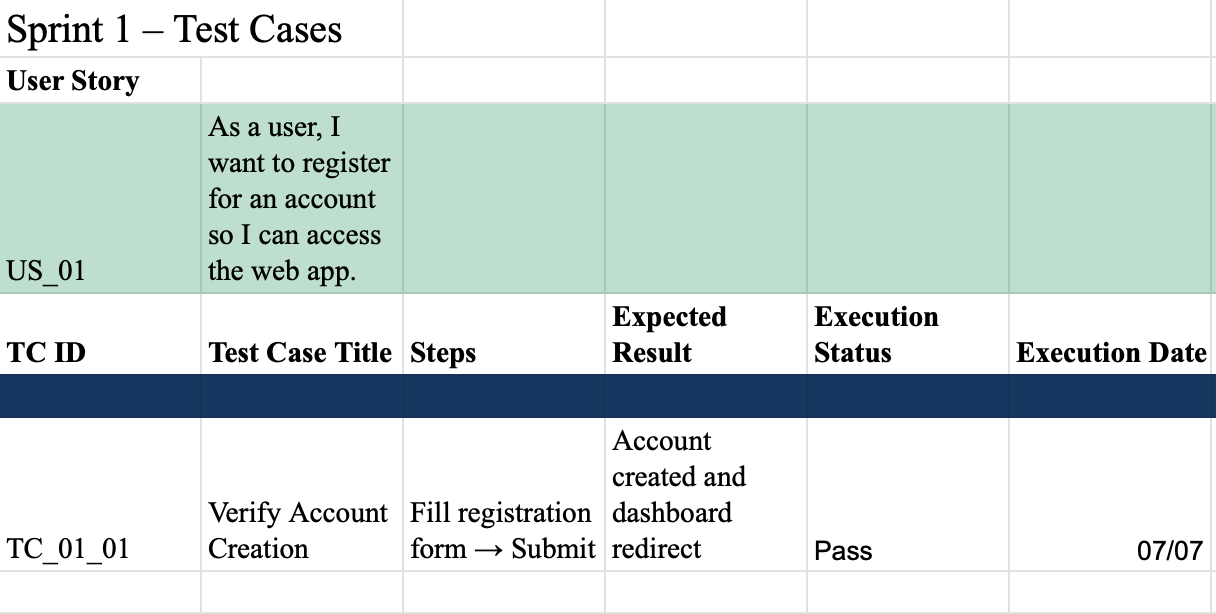 Sprint 1 – Test Cases
User Story
US_01
As a user, I
want to register
for an account
so I can access
the web app.
TC ID
Test Case Title
Steps
Expected
Result
Execution
Status
Execution Date
TC_01_01
Verify Account
Creation
Fill registration
form → Submit
Account
created and
dashboard
redirect
Pass
07/07